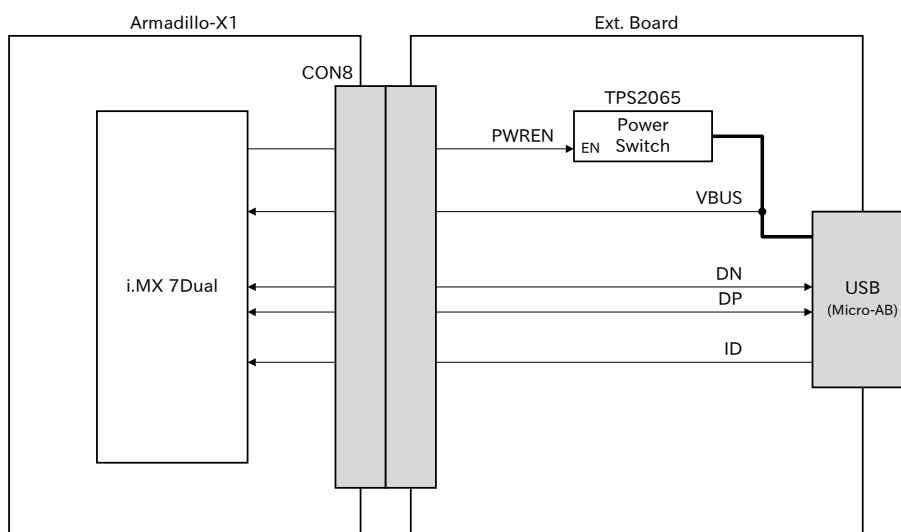 Armadillo-X1
Ext. Board
CON8
TPS2065
Power
Switch
EN
PWREN
VBUS
i.MX 7Dual
DN
DP
USB
(Micro-AB)
ID